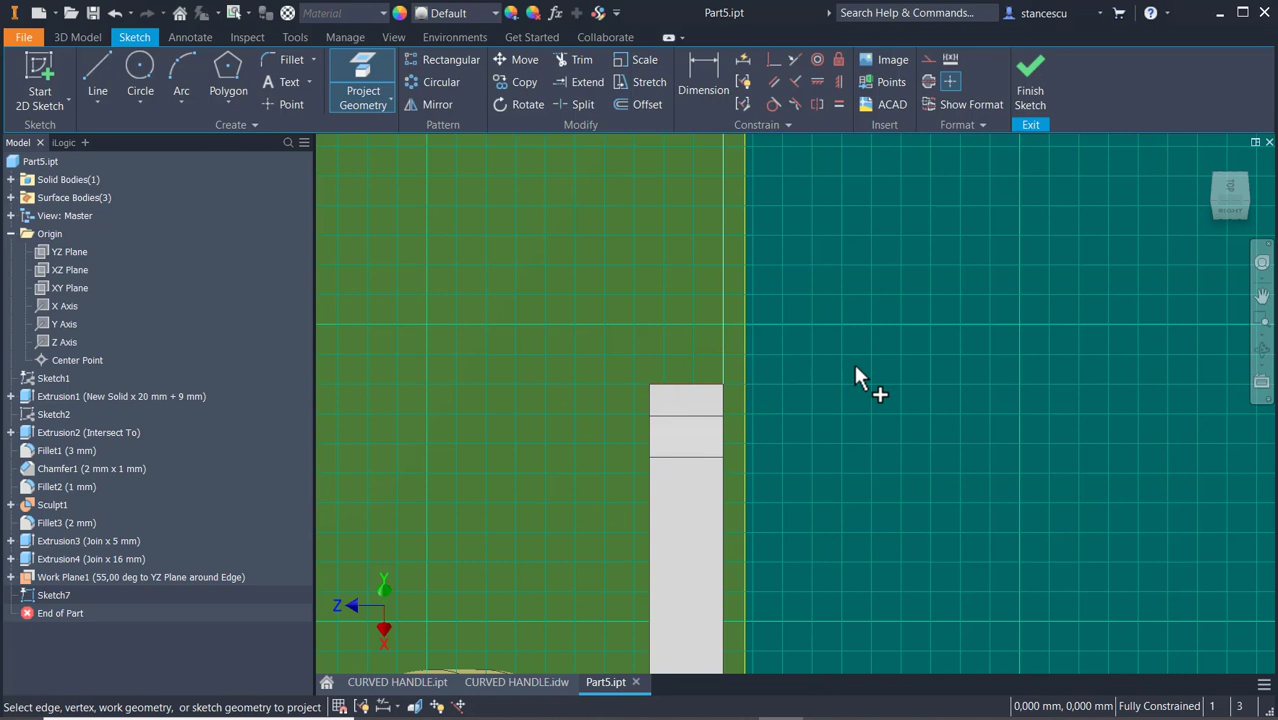 Material
Default
Part5.ipt
Search Help & Commands...
stancescu
File
3D Model
Sketch
Annotate
Inspect
Tools
Manage
View
Environments
Get Started
Collaborate
Start
2D Sketch
Line
Circle
Arc
Polygon
Fillet
Text
Point
Project
Geometry
Rectangular
Circular
Mirror
Move
Copy
Rotate
Trim
Extend
Split
Scale
Stretch
Offset
Dimension
Image
Points
ACAD
Show Format
Finish
Sketch
Sketch
Create
Pattern
Modify
Constrain
Insert
Format
Exit
Model
iLogic
Part5.ipt
Solid Bodies(1)
Surface Bodies(3)
View: Master
Origin
YZ Plane
XZ Plane
XY Plane
X Axis
Y Axis
Z Axis
Center Point
Sketch1
Extrusion1 (New Solid x 20 mm + 9 mm)
Sketch2
Extrusion2 (Intersect To)
Fillet1 (3 mm)
Chamfer1 (2 mm x 1 mm)
Fillet2 (1 mm)
Sculpt1
Fillet3 (2 mm)
Extrusion3 (Join x 5 mm)
Extrusion4 (Join x 16 mm)
Work Plane1 (55,00 deg to YZ Plane around Edge)
Sketch7
End of Part
TOP
RIGHT
Y
Z
X
CURVED HANDLE.ipt
CURVED HANDLE.idw
Part5.ipt
Select edge, vertex, work geometry, or sketch geometry to project
0,000 mm, 0,000 mm
Fully Constrained
1
3